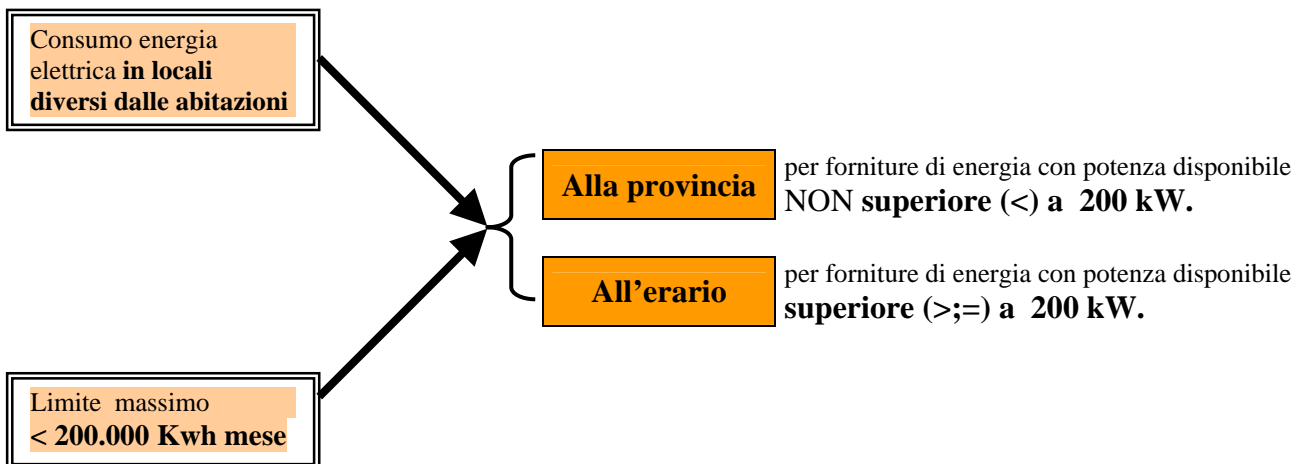 Consumo energia
elettrica in locali
diversi dalle abitazioni
Alla provincia
per forniture di energia con potenza disponibile
NON superiore (<) a 200 kW.
All’erario
per forniture di energia con potenza disponibile
superiore (>;=) a 200 kW.
Limite massimo
< 200.000 Kwh mese